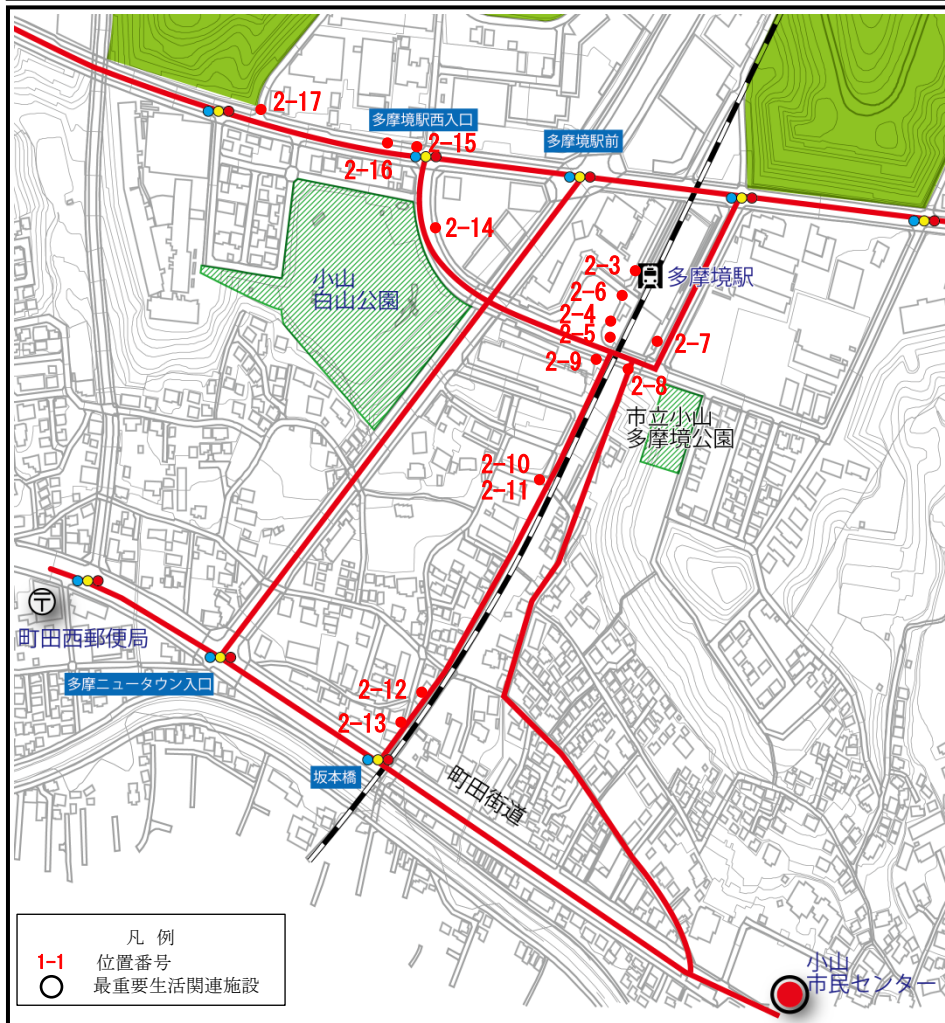 2-17
多摩境駅西入口
2-15
多摩境駅前
2-16
2-14
2-3
多摩境駅
小山
白山公園
2-6
2-4
2-5
2-7
2-9
2-8
市立小山
多摩境公園
2-10
2-11
〒
町田西郵便局
多摩ニュータウン入口
2-12
2-13
坂本橋
町田街道
凡 例
1-1 位置番号
最重要生活関連施設
小山
市民センター